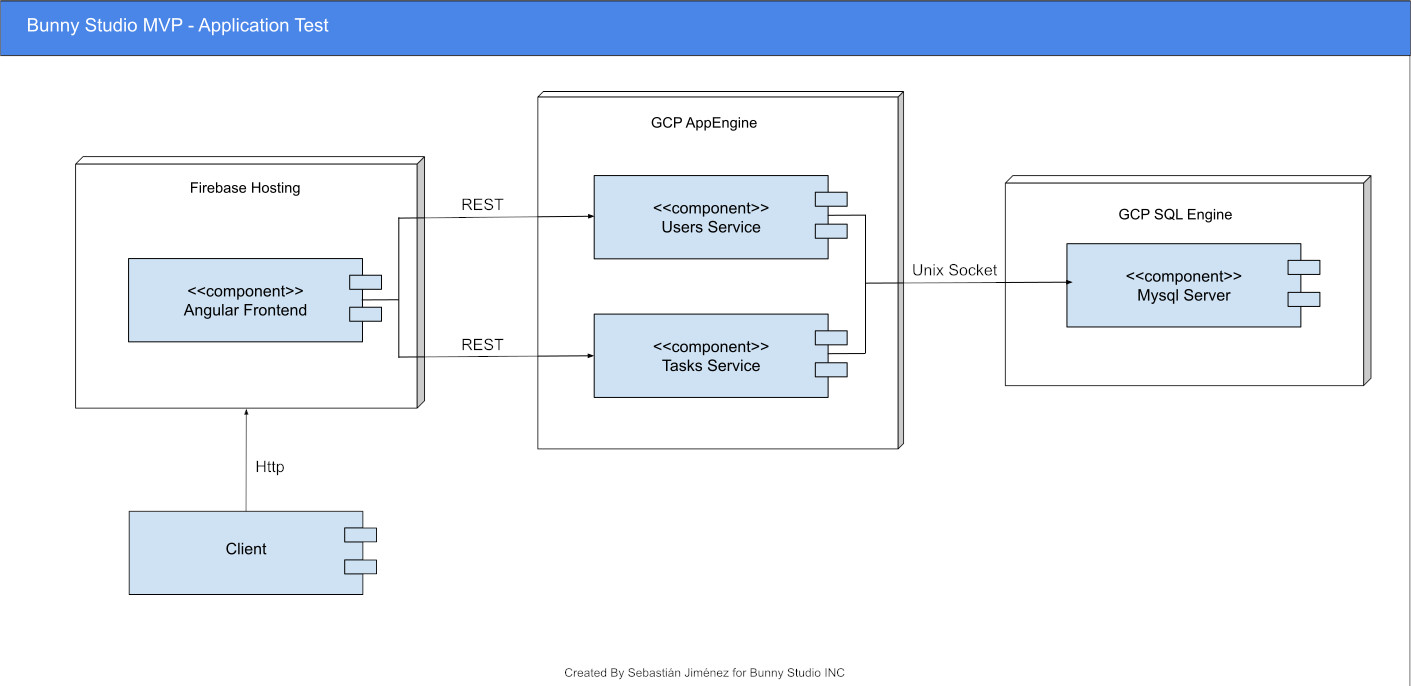 Bunny Studio MVP - Application Test
GCP AppEngine
Firebase Hosting
REST
<<component>>
Users Service
GCP SQL Engine
Unix Socket
<<component>>
Mysql Server
<<component>>
Angular Frontend
REST
<<component>>
Tasks Service
Http
Client
Created By Sebastián Jiménez for Bunny Studio INC